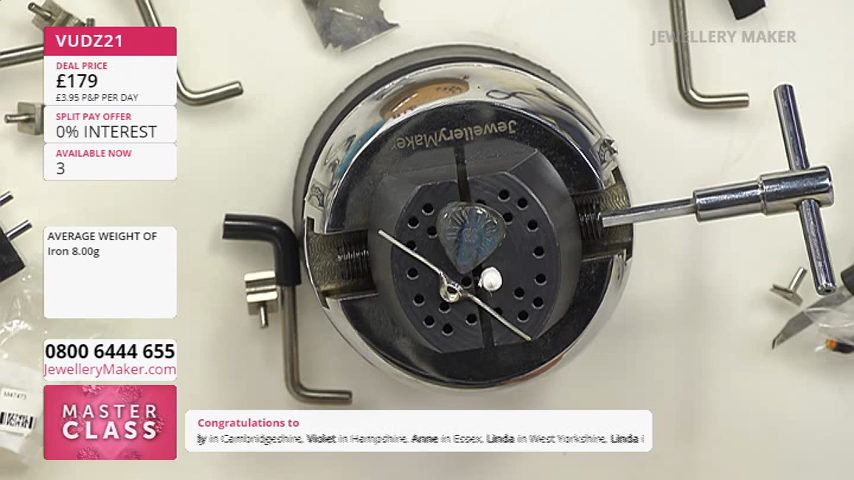 VUDZ21
DEAL PRICE
£179
£3.95 P&P PER DAY
SPLIT PAY OFFER
0% INTEREST
AVAILABLE NOW
3
AVERAGE WEIGHT OF
Iron 8.00g
0800 6444 655
JewelleryMaker.com
MASTER
CLASS
JEWELLERY MAKER
JewelleryMaker
Congratulations to
ly in Cambridgeshire, Violet in Hampshire, Anne in Essex, Linda in West Yorkshire, Linda i